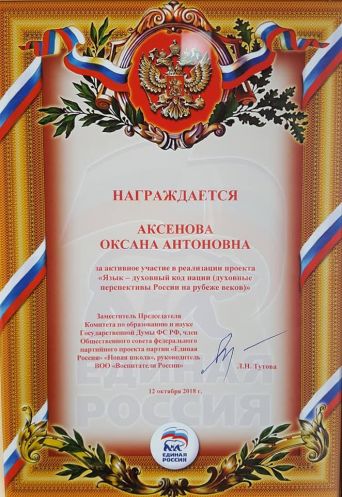 НАГРАЖДАЕТСЯ
АКСЕНОВА
ОКСАНА АНТОНОВНА
за активное участие в реализации проекта
«Язык – духовный код нации (духовные
перспективы России на рубеже веков)»
Заместитель Председателя
Комитета по образованию и науке
Государственной Думы ФС РФ, член
Общественного совета федерального
партийного проекта партии «Единая
Россия» «Новая школа», руководитель
ВОО «Воспитатели России»
Л.Н. Тутова
ЕДИНАЯ
РОССИЯ
12 октября 2018 г.
ЕДИНАЯ
РОССИЯ